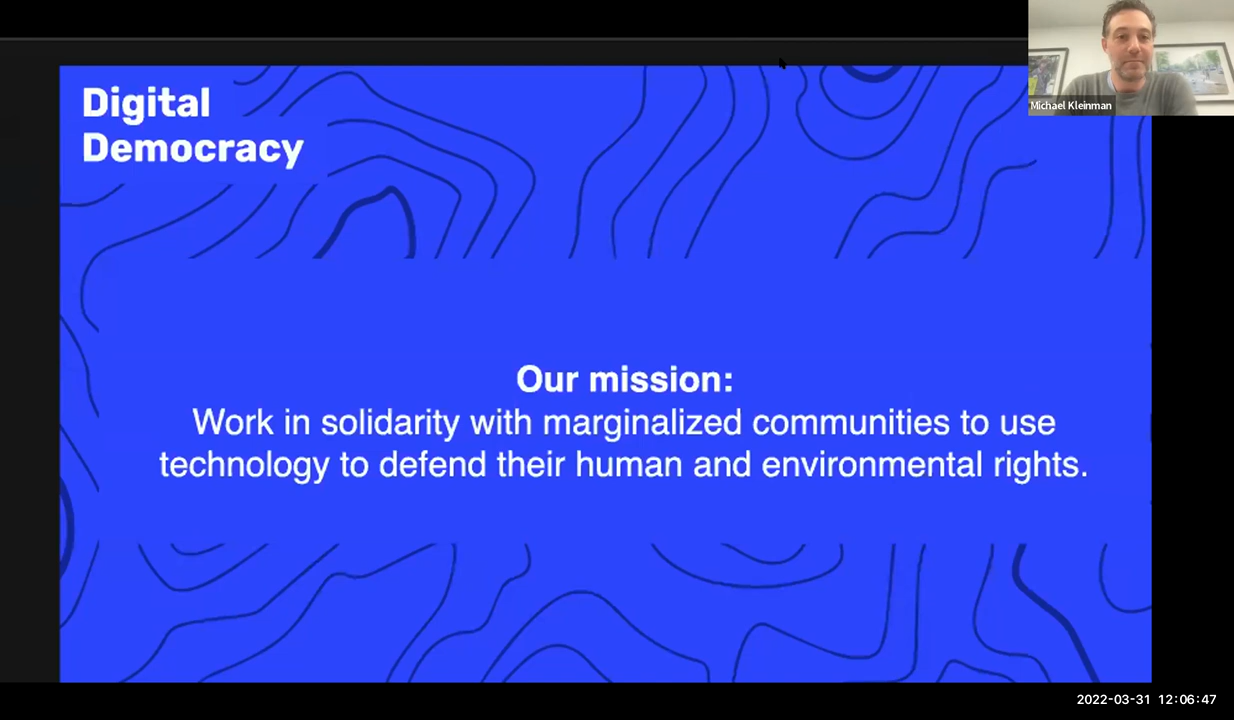 Digital
Democracy
Michael Kleinman
Our mission:
Work in solidarity with marginalized communities to use
technology to defend their human and environmental rights.
2022-03-31 12:06:47